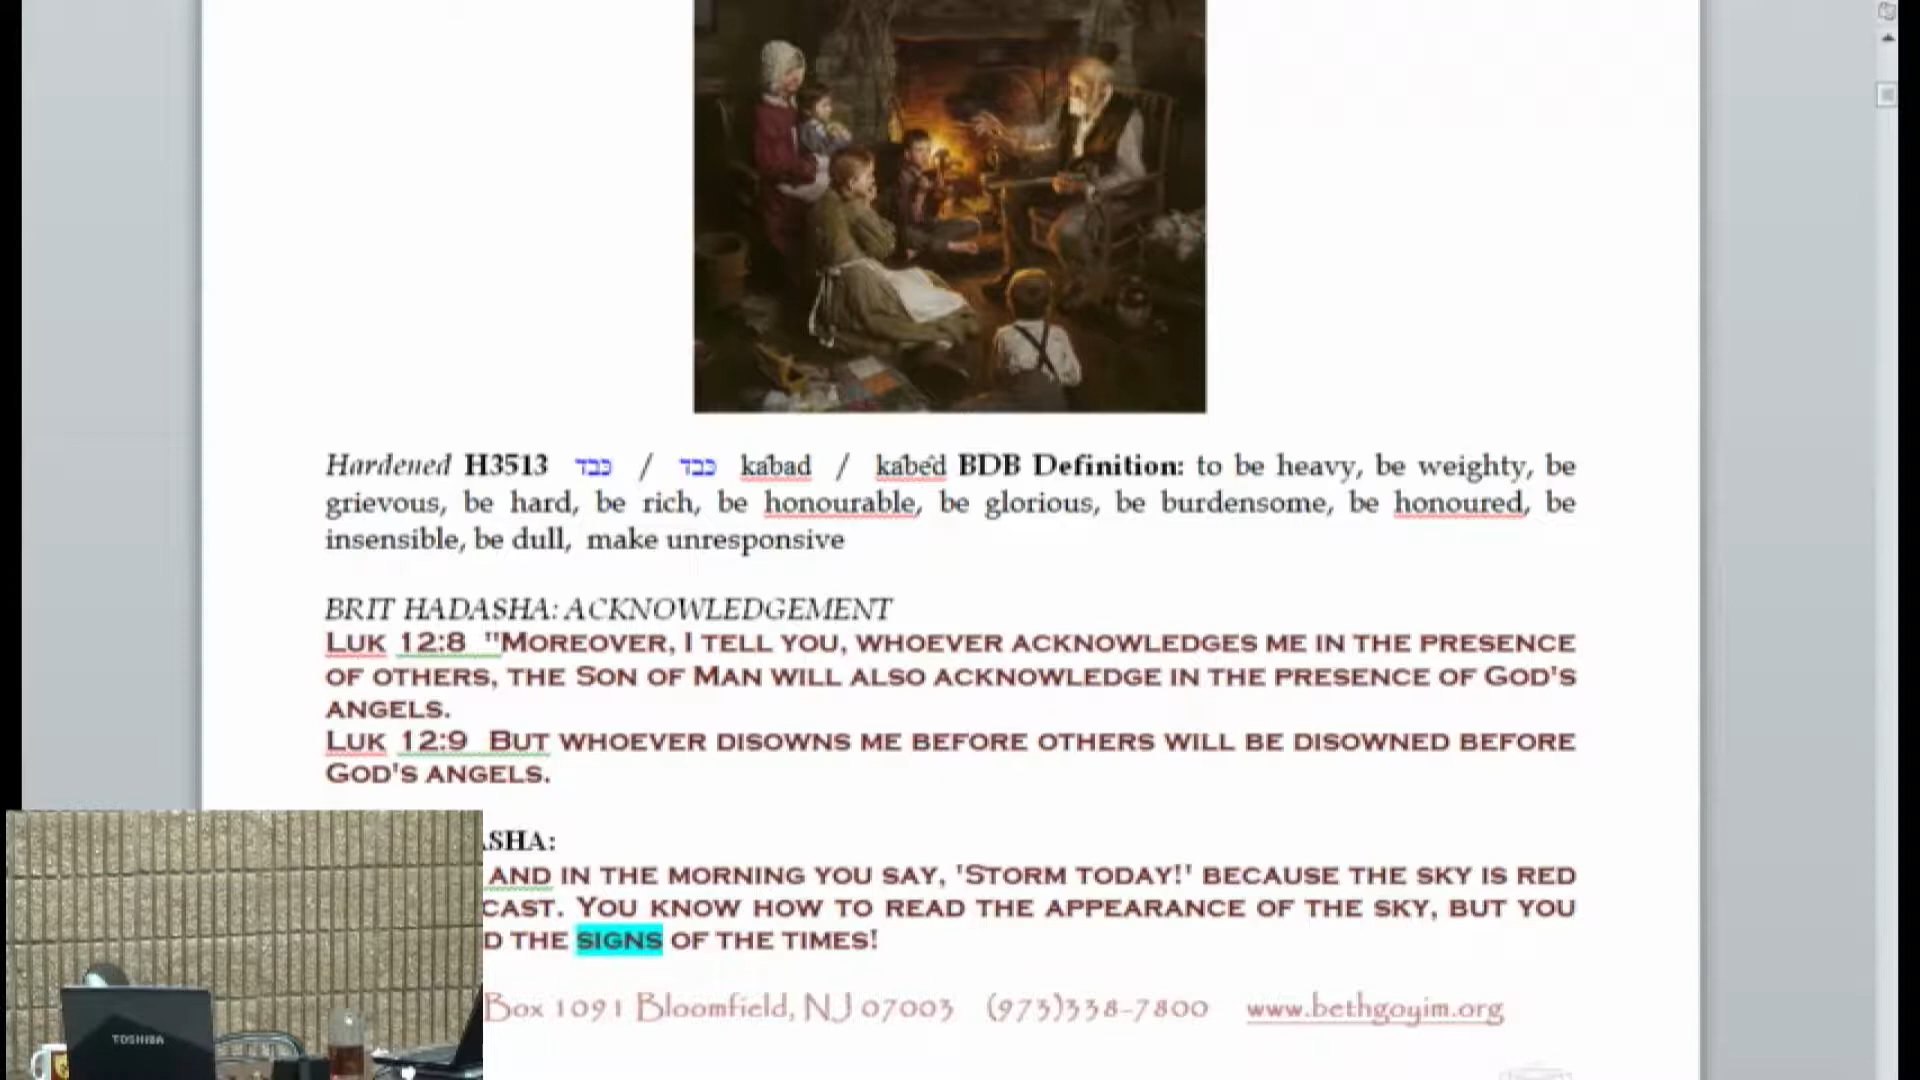 Hardened H3513 כבד / כבד kâbad / kâbêd BDB Definition: to be heavy, be weighty, be
grievous, be hard, be rich, be honourable, be glorious, be burdensome, be honoured, be
insensible, be dull, make unresponsive
BRIT HADASHA: ACKNOWLEDGEMENT
LUK 12:8 "MOREOVER, I TELL YOU, WHOEVER ACKNOWLEDGES ME IN THE PRESENCE
OF OTHERS, THE SON OF MAN WILL ALSO ACKNOWLEDGE IN THE PRESENCE OF GOD'S
ANGELS.
LUK 12:9 BUT WHOEVER DISOWNS ME BEFORE OTHERS WILL BE DISOWNED BEFORE
GOD'S ANGELS.
ASHA:
AND IN THE MORNING YOU SAY, 'STORM TODAY!' BECAUSE THE SKY IS RED
CAST. YOU KNOW HOW TO READ THE APPEARANCE OF THE SKY, BUT YOU
D THE SIGNS OF THE TIMES!
Box 1091 Bloomfield, NJ 07003 (973)338-7800 www.bethgoyim.org
TOSHIBA